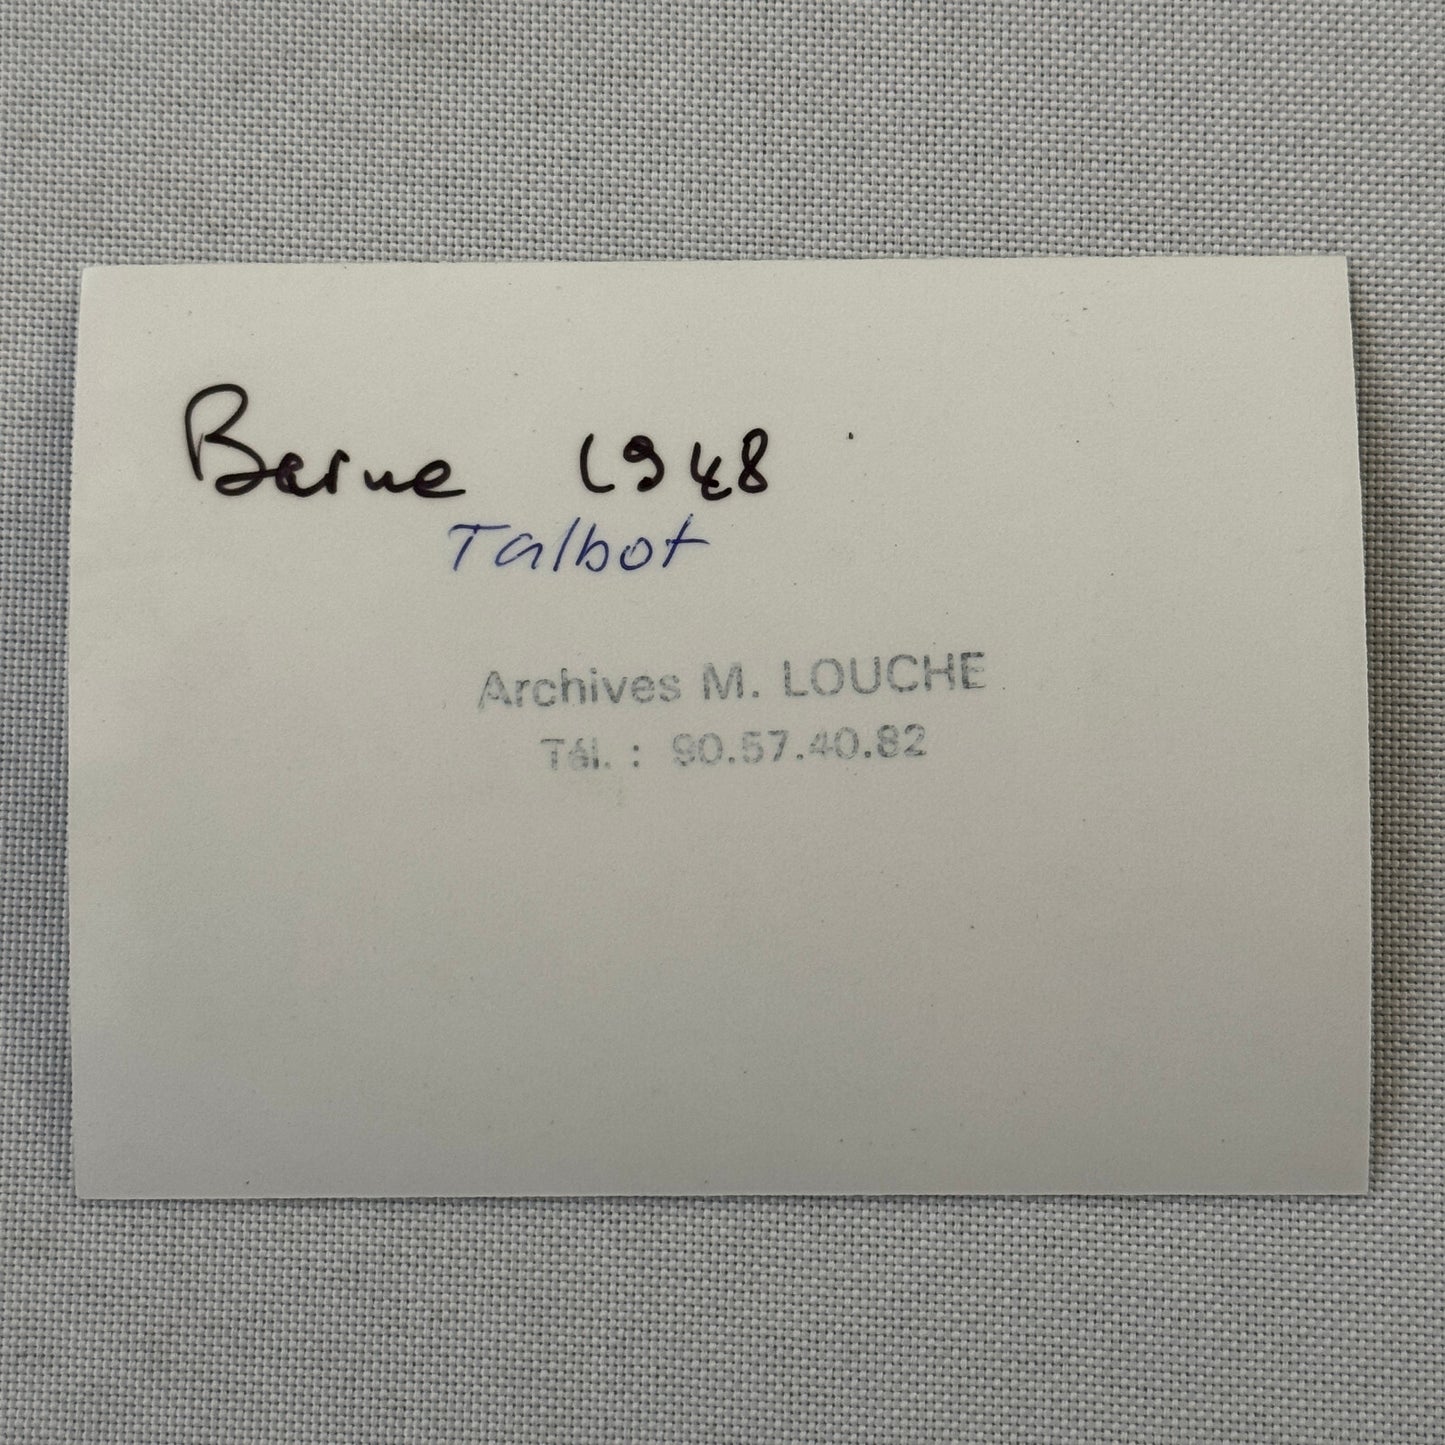 Berne 1948
Talbot
Archives M. LOUCHE
Tél. : 90.57.40.82